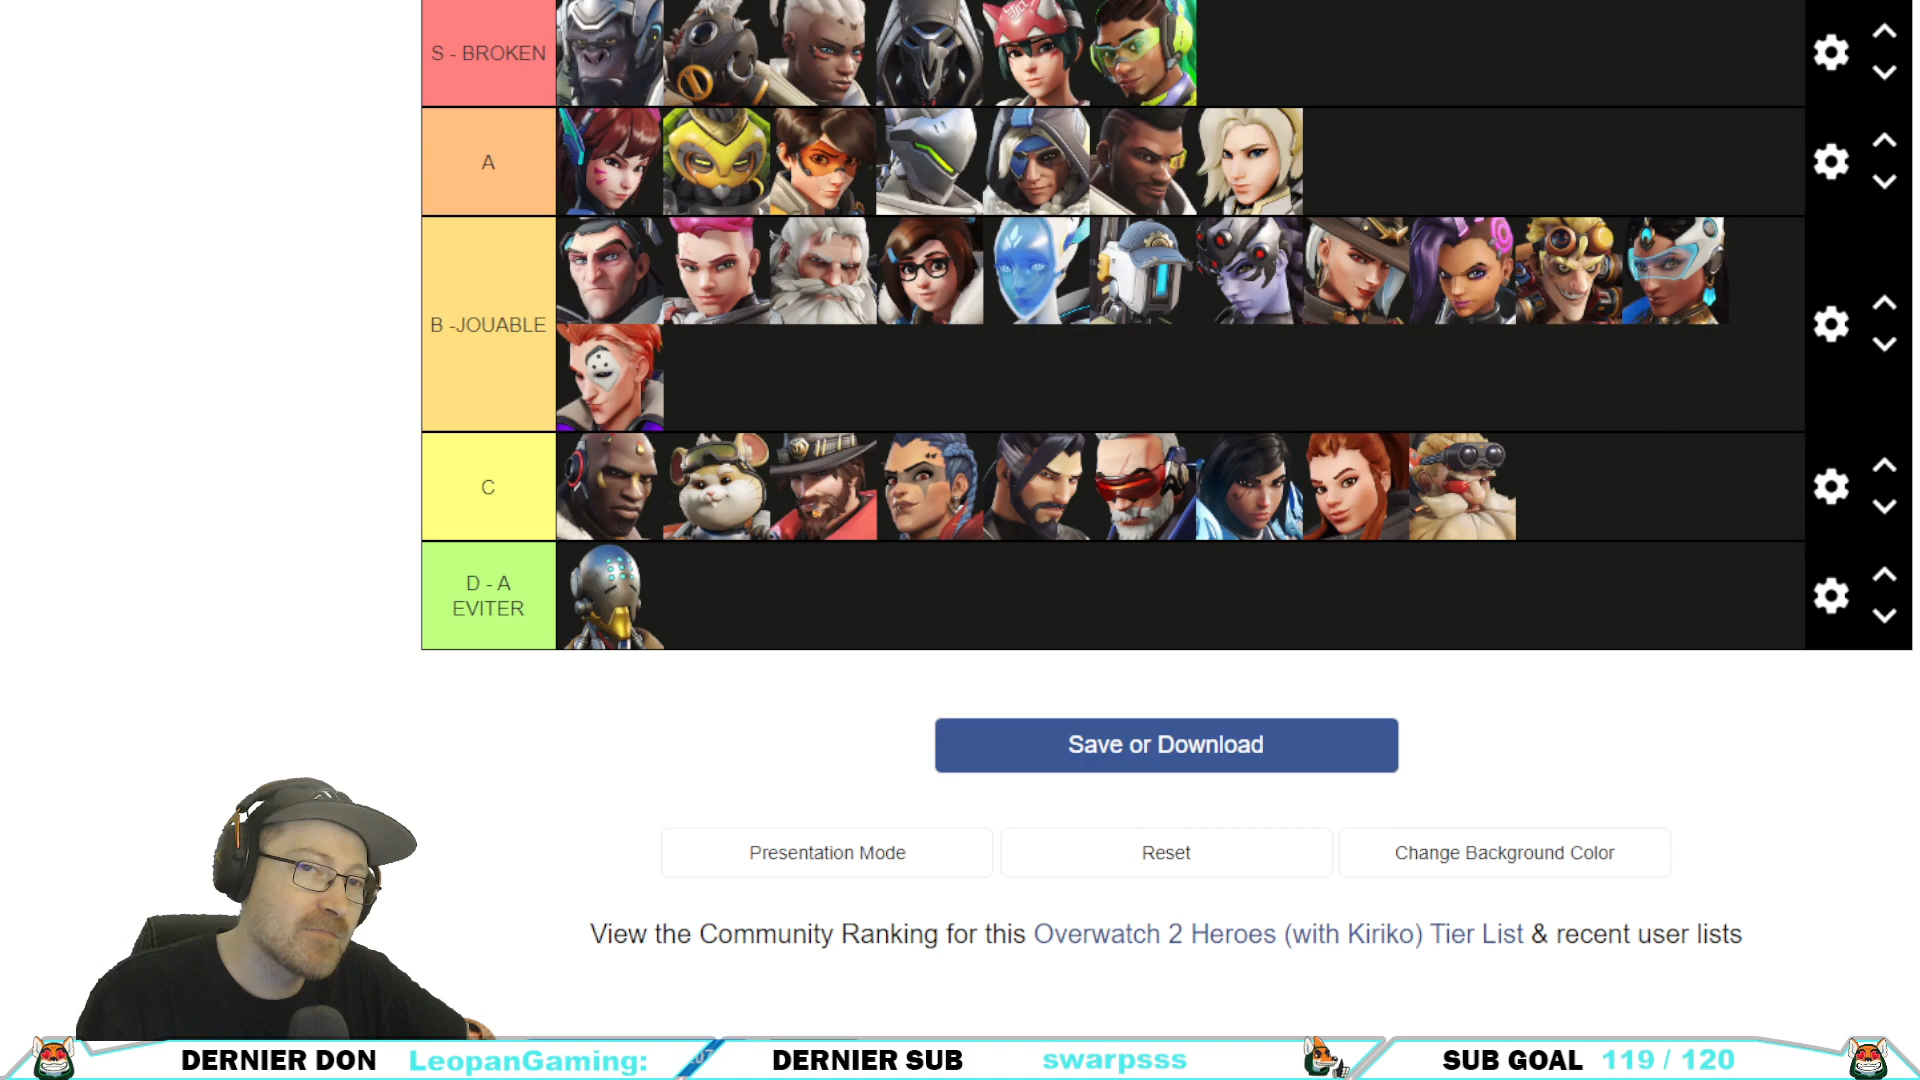 S - BROKEN
A
B -JOUABLE
C
D - A
EVITER
Save or Download
Presentation Mode
Reset
Change Background Color
View the Community Ranking for this Overwatch 2 Heroes (with Kiriko) Tier List & recent user lists
DERNIER DON LeopanGaming: DERNIER SUB swarpsss SUB GOAL 119 / 120